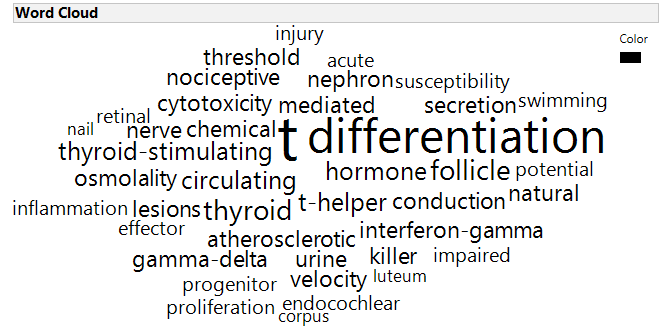 Word Cloud
injury
Color
threshold
acute
nociceptive
nephron
susceptibility
cytotoxicity
mediated
secretion
swimming
retinal
nail
nerve
chemical
t
differentiation
thyroid-stimulating
hormone
follicle
potential
osmolality
circulating
natural
inflammation
lesions
thyroid
t-helper
conduction
effector
atherosclerotic
interferon-gamma
gamma-delta
urine
killer
impaired
progenitor
velocity
luteum
proliferation
endocochlear
corpus